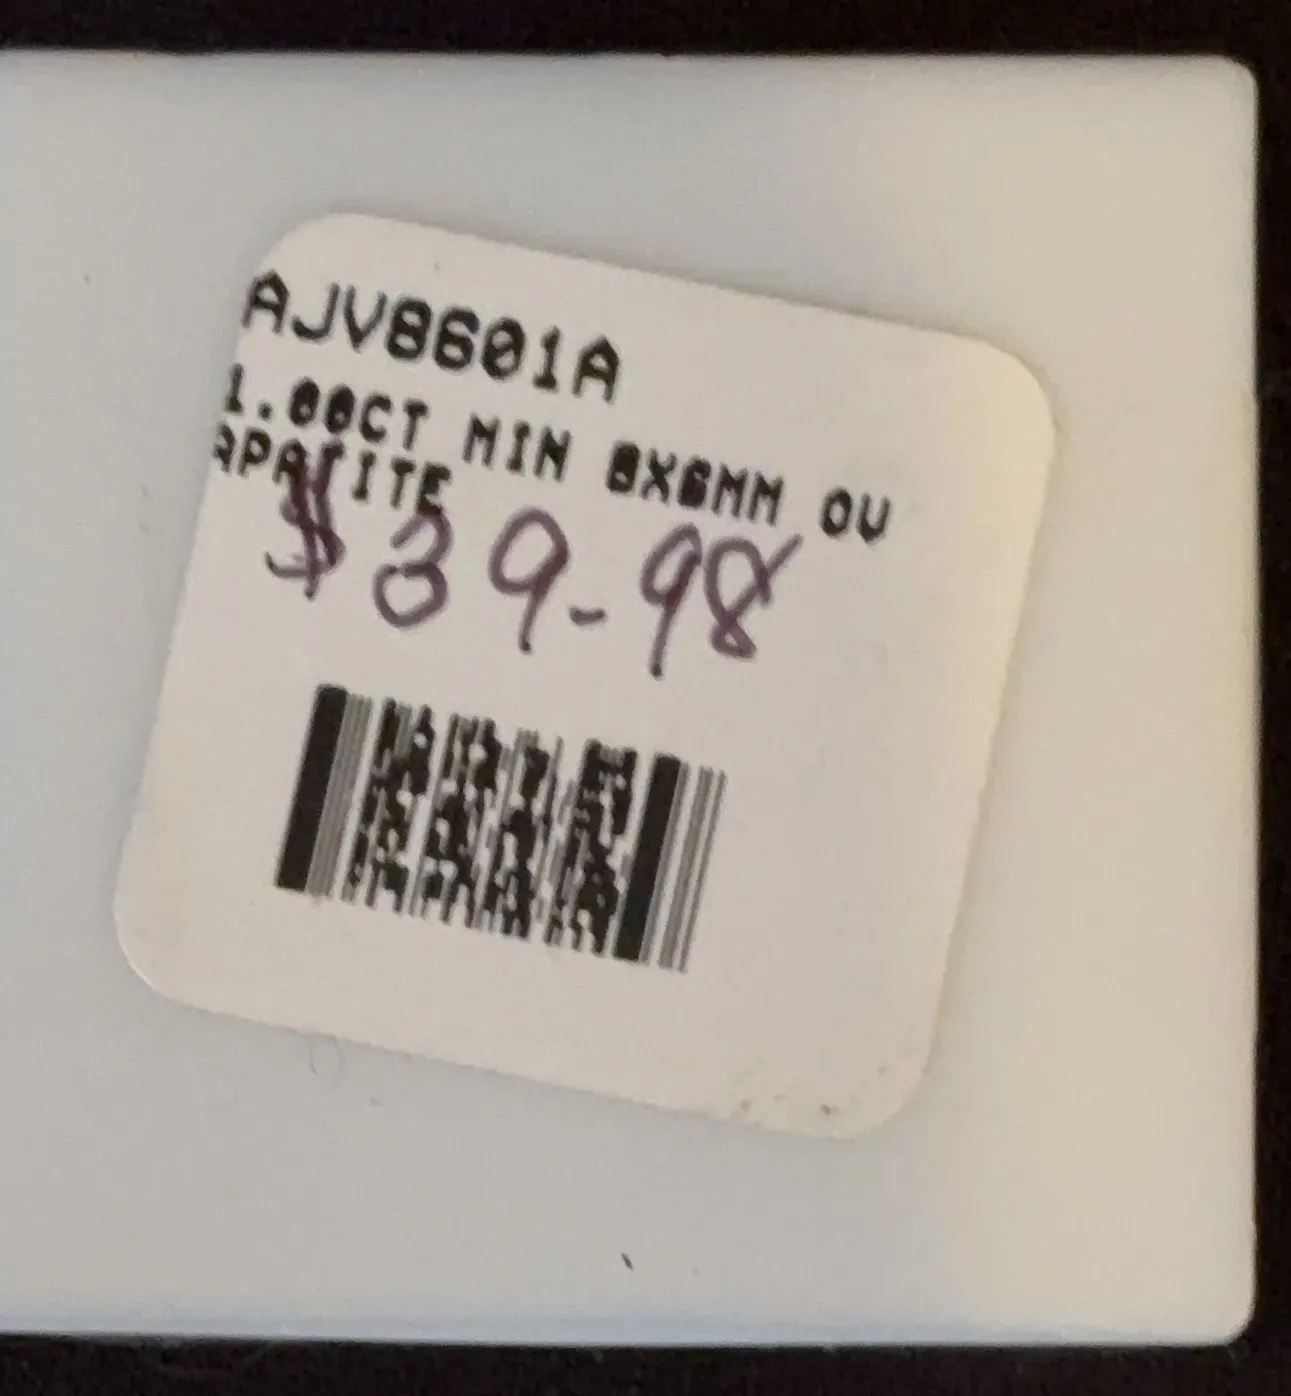 AJV8601A
1.00CT MIN 8X6MM OV
APATITE
$39-98